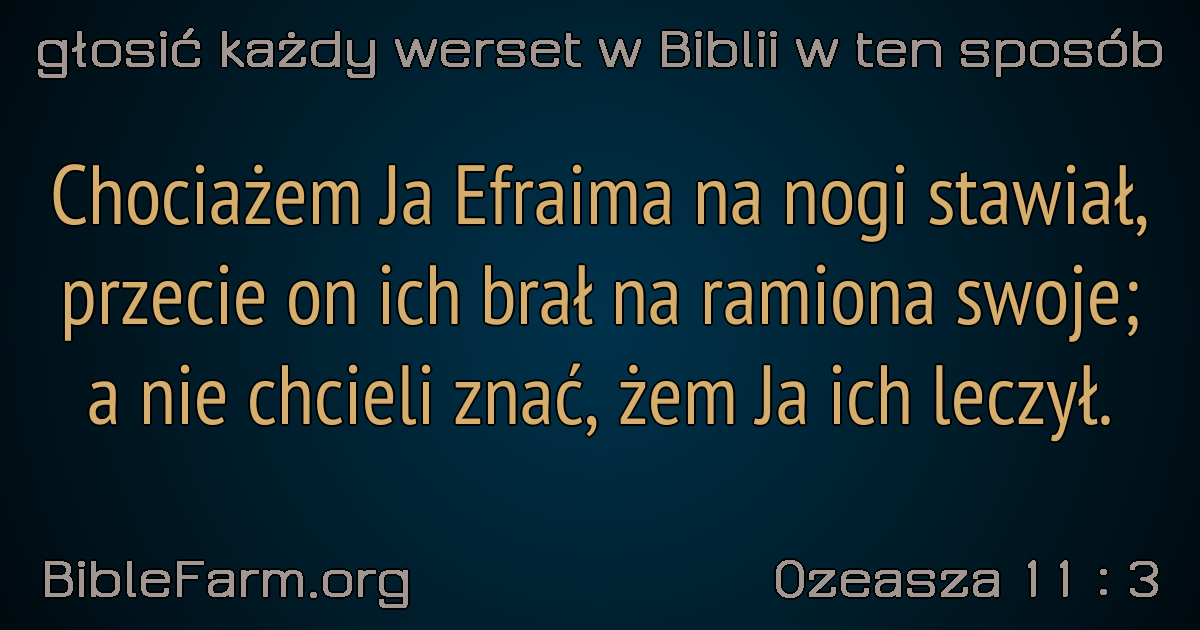 głosić każdy werset w Biblii w ten sposób
Chociażem Ja Efraima na nogi stawiał,
przecie on ich brał na ramiona swoje;
a nie chcieli znać, żem Ja ich leczył.
BibleFarm.org
Ozeasza 11 : 3